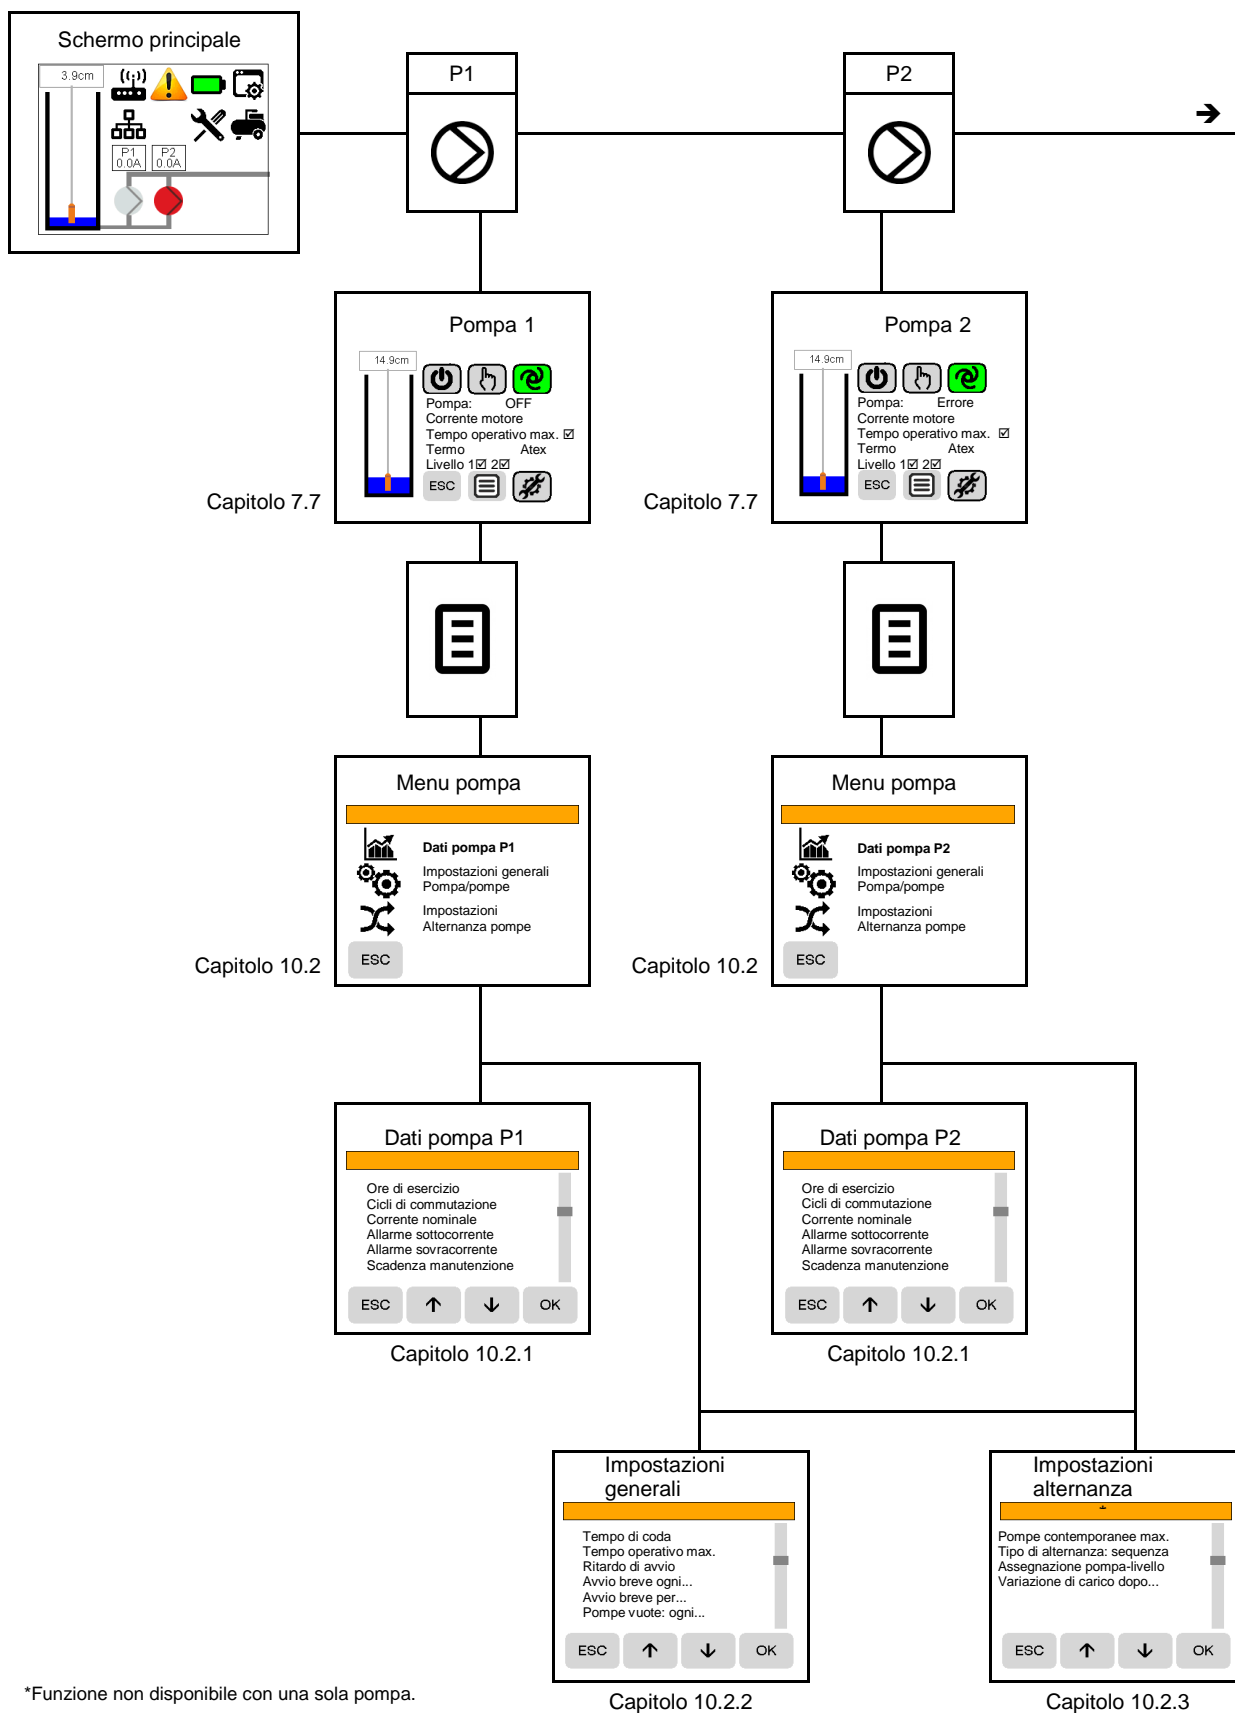 Schermo principale
3.9cm
P1
0.0A
P2
0.0A
P1
P2
Pompa 1
14.9cm
Pompa: OFF
Corrente motore
Tempo operativo max.
Termo Atex
Livello 1 2
ESC
Capitolo 7.7
Pompa 2
14.9cm
Pompa: Errore
Corrente motore
Tempo operativo max.
Termo Atex
Livello 1 2
ESC
Capitolo 7.7
Menu pompa
Dati pompa P1
Impostazioni generali
Pompa/pompe
Impostazioni
Alternanza pompe
ESC
Capitolo 10.2
Menu pompa
Dati pompa P2
Impostazioni generali
Pompa/pompe
Impostazioni
Alternanza pompe
ESC
Capitolo 10.2
Dati pompa P1
Ore di esercizio
Cicli di commutazione
Corrente nominale
Allarme sottocorrente
Allarme sovracorrente
Scadenza manutenzione
ESC OK
Capitolo 10.2.1
Dati pompa P2
Ore di esercizio
Cicli di commutazione
Corrente nominale
Allarme sottocorrente
Allarme sovracorrente
Scadenza manutenzione
ESC OK
Capitolo 10.2.1
Impostazioni
generali
Tempo di coda
Tempo operativo max.
Ritardo di avvio
Avvio breve ogni...
Avvio breve per...
Pompe vuote: ogni...
ESC OK
Capitolo 10.2.2
Impostazioni
alternanza
Pompe contemporanee max.
Tipo di alternanza: sequenza
Assegnazione pompa-livello
Variazione di carico dopo...
ESC OK
Capitolo 10.2.3
*Funzione non disponibile con una sola pompa.